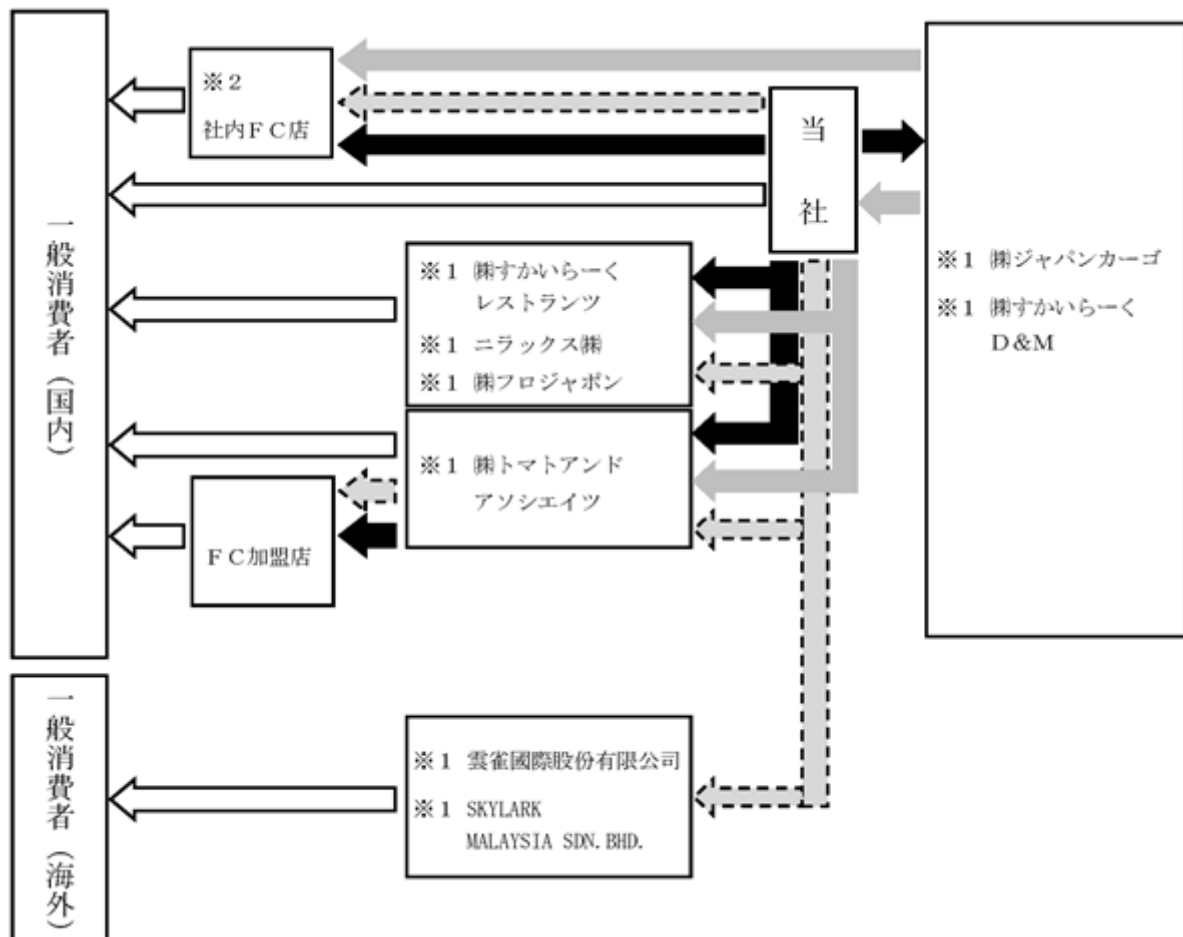 一般消費者（国内）
※２
社内ＦＣ店
当社
※１ ㈱すかいらーく
レストランツ
※１ ニラックス㈱
※１ ㈱フロジャポン
※１ ㈱トマトアンド
アソシエイツ
ＦＣ加盟店
※１ ㈱ジャパンカーゴ
※１ ㈱すかいらーく
Ｄ＆Ｍ
一般消費者（海外）
※１ 雲雀國際股份有限公司
※１ SKYLARK
MALAYSIA SDN.BHD.